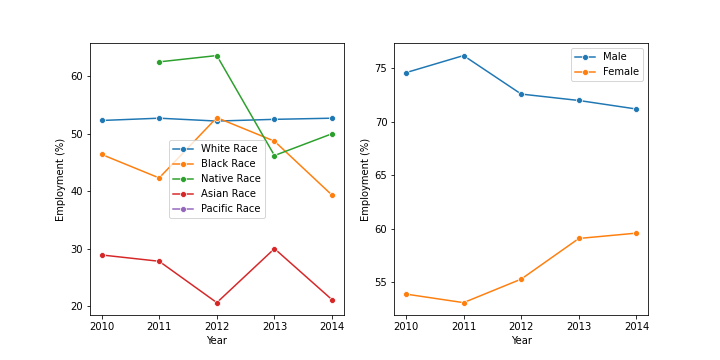 Employment (%)
60
50
40
30
20
2010 2011 2012 2013 2014
Year
White Race
Black Race
Native Race
Asian Race
Pacific Race
Employment (%)
75
70
65
60
55
2010 2011 2012 2013 2014
Year
Male
Female